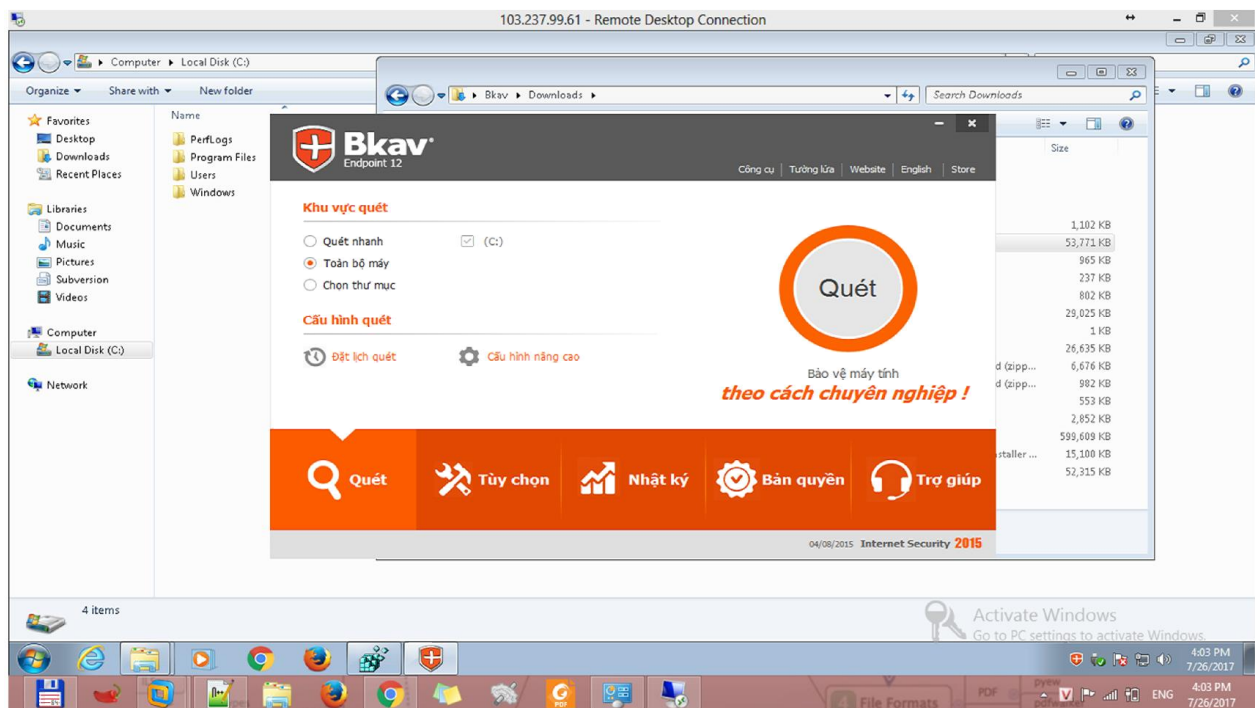 103.237.99.61 - Remote Desktop Connection
Computer Local Disk (C:)
Organize Share with New folder
Bkav Downloads
Search Downloads
Favorites
Desktop
Downloads
Recent Places
Libraries
Documents
Music
Pictures
Subversion
Videos
Computer
Local Disk (C:)
Network
Name
PerfLogs
Program Files
Users
Windows
Bkav
Endpoint 12
Công cụ | Tường lửa | Website | English | Store
Khu vực quét
Quét nhanh
(C:)
Toàn bộ máy
Chọn thư mục
Cấu hình quét
Đặt lịch quét
Cấu hình nâng cao
Quét
Bảo vệ máy tính
theo cách chuyên nghiệp !
Quét
Tùy chọn
Nhật ký
Bản quyền
Trợ giúp
04/08/2015 Internet Security 2015
Size
1,102 KB
53,771 KB
965 KB
237 KB
802 KB
29,025 KB
1 KB
26,635 KB
d (zipp... 6,676 KB
d (zipp... 982 KB
553 KB
2,852 KB
599,609 KB
staller ... 15,100 KB
52,315 KB
4 items
Activate Windows
Go to PC settings to activate Windows.
4:03 PM
7/26/2017
File Formats
PDF
pyew
V
ENG
4:03 PM
7/26/2017